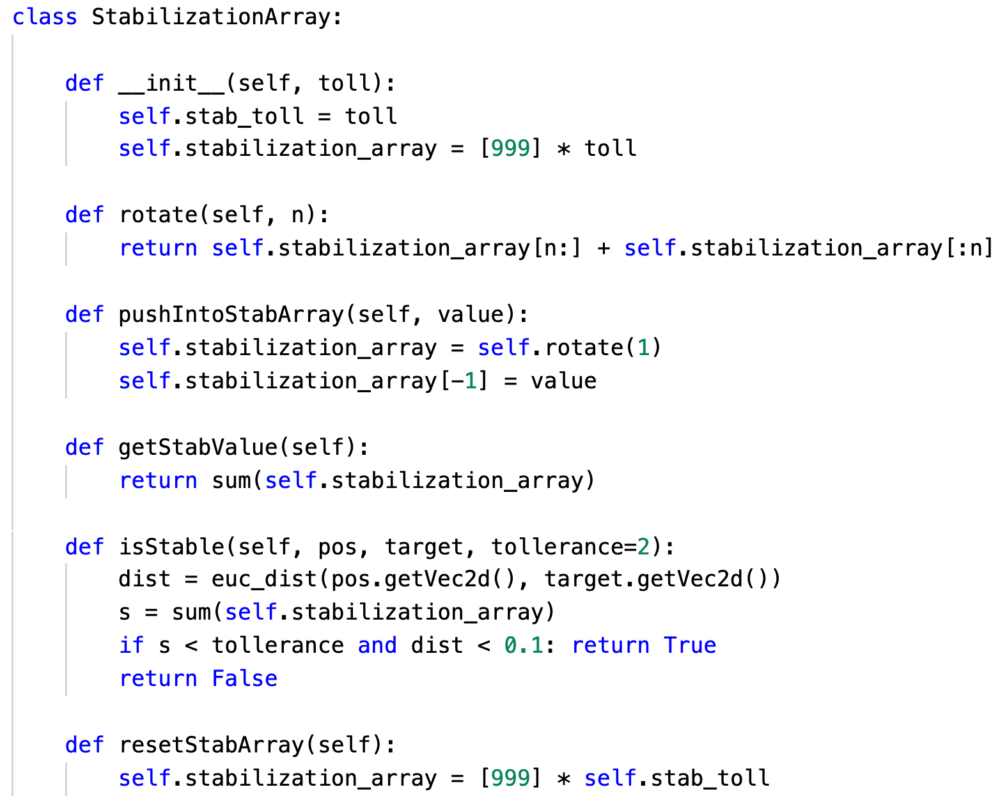 class StabilizationArray:
    def __init__(self, toll):
        self.stab_toll = toll
        self.stabilization_array = [999] * toll
    def rotate(self, n):
        return self.stabilization_array[n:] + self.stabilization_array[:n]
    def pushIntoStabArray(self, value):
        self.stabilization_array = self.rotate(1)
        self.stabilization_array[-1] = value
    def getStabValue(self):
        return sum(self.stabilization_array)
    def isStable(self, pos, target, tollerance=2):
        dist = euc_dist(pos.getVec2d(), target.getVec2d())
        s = sum(self.stabilization_array)
        if s < tollerance and dist < 0.1: return True
        return False
    def resetStabArray(self):
        self.stabilization_array = [999] * self.stab_toll